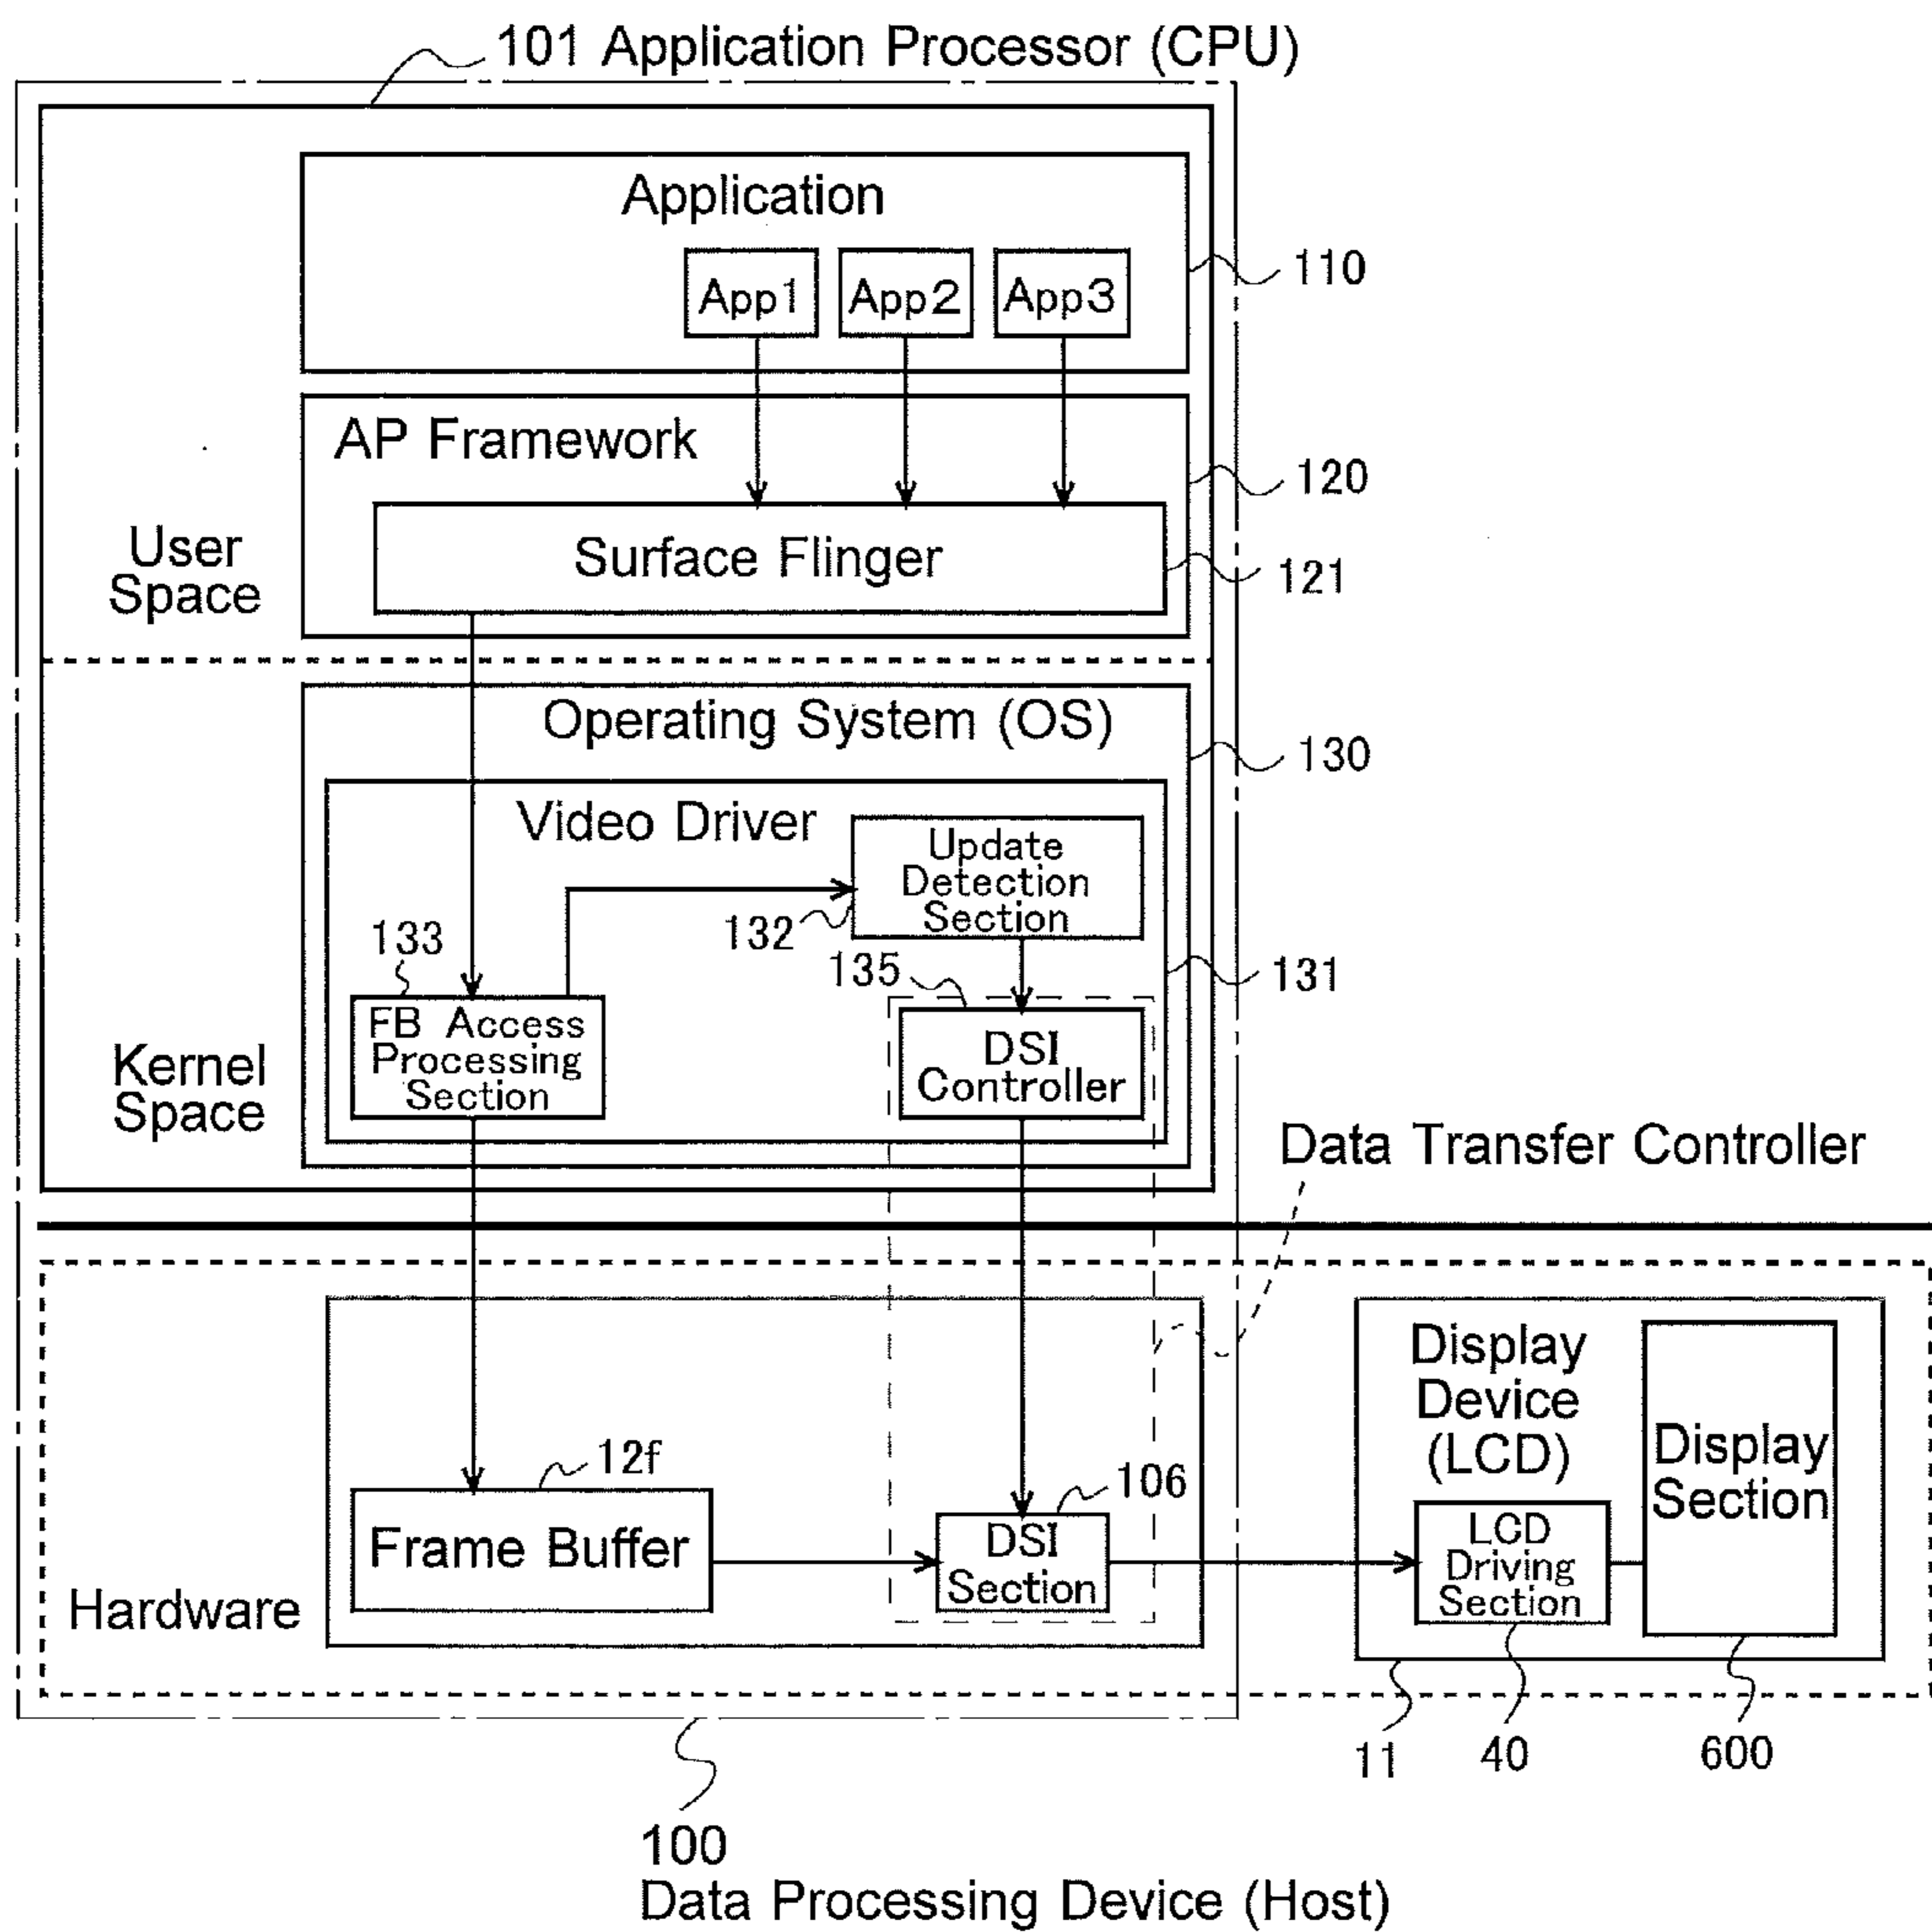 101 Application Processor (CPU)
Application
App1 App2 App3
110
AP Framework
120
Surface Flinger
121
User
Space
Operating System (OS)
130
Video Driver
Update
Detection
Section
132
133
135
131
FB Access
Processing
Section
DSI
Controller
Kernel
Space
Data Transfer Controller
Display
Device
(LCD)
Display
Section
12f
106
Frame Buffer
DSI
Section
LCD
Driving
Section
Hardware
11
40
600
100
Data Processing Device (Host)